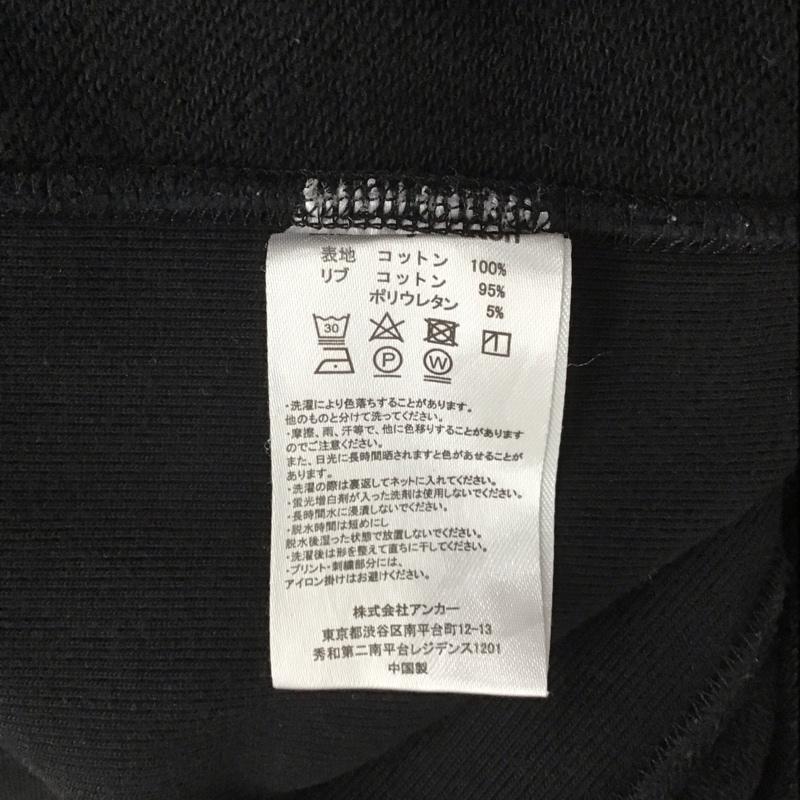 表地 コットン 100%
リブ コットン 95%
ポリウレタン 5%
30
P W
・洗濯により色落ちすることがあります。
他のものと分けて洗ってください。
・摩擦、雨、汗等で、他に色移りすることがあります
のでご注意ください。
また、日光に長時間晒されますと色があせることが
あります。
・洗濯の際は裏返してネットに入れてください。
・蛍光増白剤が入った洗剤は使用しないでください。
・長時間水に浸漬しないでください。
・脱水時間は短めにし
脱水後湿った状態で放置しないでください。
・洗濯後は形を整えて直ちに干してください。
・プリント・刺繍部分には、
アイロン掛けはお避けください。
株式会社アンカー
東京都渋谷区南平台町12-13
秀和第二南平台レジデンス1201
中国製